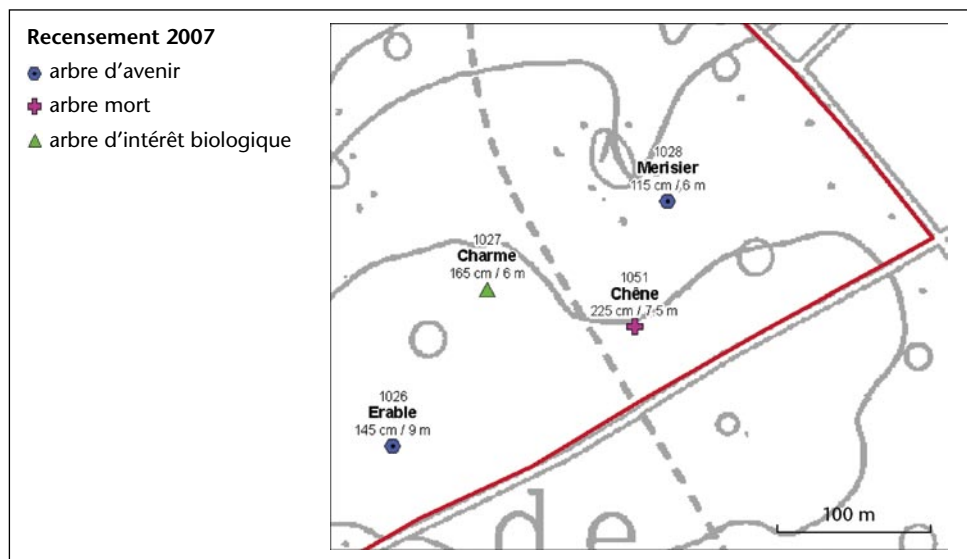 Recensement 2007
arbre d'avenir
arbre mort
arbre d'intérêt biologique
1028
Merisier
115 cm / 6 m
1027
Charme
165 cm / 6 m
1051
Chêne
225 cm / 7.5 m
1026
Erable
145 cm / 9 m
de
100 m